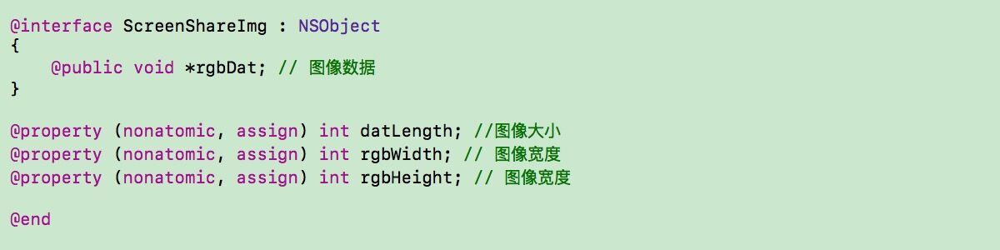 @interface ScreenShareImg : NSObject
{
    @public void *rgbDat; // 图像数据
}
@property (nonatomic, assign) int datLength; //图像大小
@property (nonatomic, assign) int rgbWidth; // 图像宽度
@property (nonatomic, assign) int rgbHeight; // 图像宽度
@end